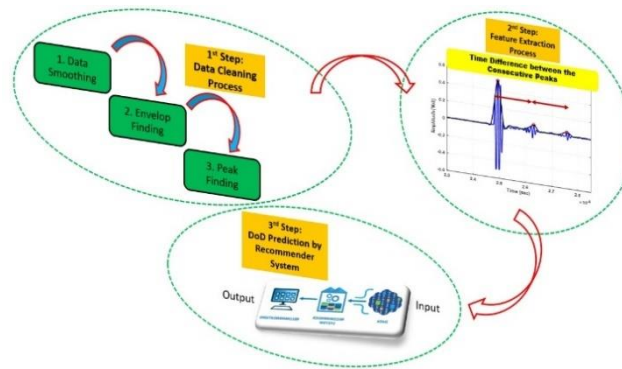 1st Step:
Data Cleaning
Process
1. Data
Smoothing
2. Envelop
Finding
3. Peak
Finding
2nd Step:
Feature Extraction
Process
Time Difference between the
Consecutive Peaks
Time (sec)
3rd Step:
DoD Prediction by
Recommender
System
Output
Input